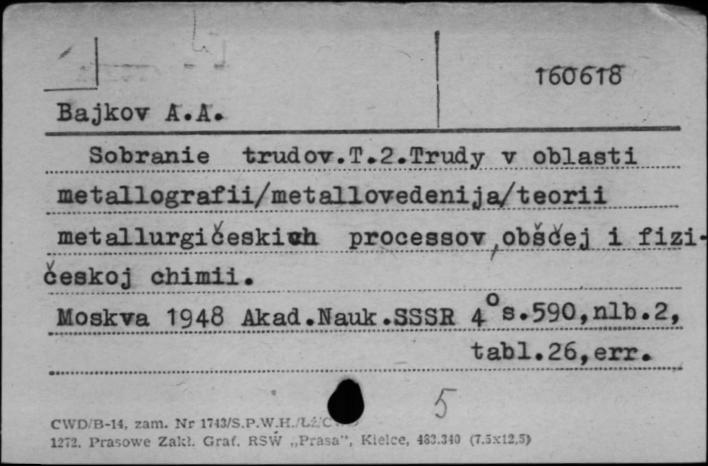 160618
Bajkov A.A.
Sobranie trudov.T.2.Trudy v oblasti
metallografii/metallovedenija/teorii
metallurgičeskich processov,obščej i fizi-
českoj chimii.
Moskva 1948 Akad.Nauk.SSSR 4° s.590,nlb.2,
tabl.26,err.
5
CWD/B-14, zam. Nr 1743/S.P.W.H.
1272. Prasowe Zakł. Graf. RSW „Prasa”, Kielce, 483.340 (7.5x12,5)